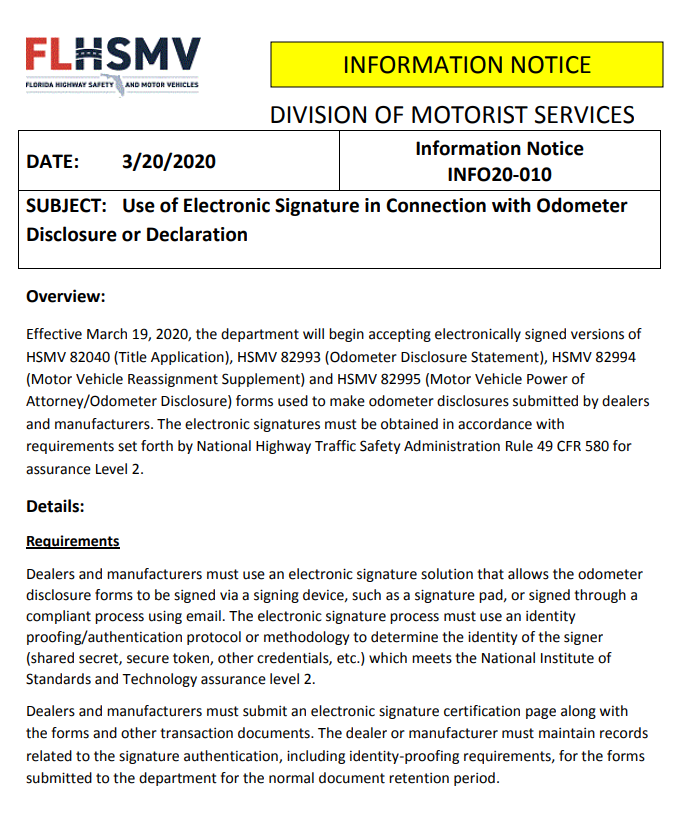 FLHSMV
FLORIDA HIGHWAY SAFETY AND MOTOR VEHICLES
INFORMATION NOTICE
DIVISION OF MOTORIST SERVICES
DATE: 3/20/2020
Information Notice
INFO20-010
SUBJECT: Use of Electronic Signature in Connection with Odometer
Disclosure or Declaration
Overview:
Effective March 19, 2020, the department will begin accepting electronically signed versions of
HSMV 82040 (Title Application), HSMV 82993 (Odometer Disclosure Statement), HSMV 82994
(Motor Vehicle Reassignment Supplement) and HSMV 82995 (Motor Vehicle Power of
Attorney/Odometer Disclosure) forms used to make odometer disclosures submitted by dealers
and manufacturers. The electronic signatures must be obtained in accordance with
requirements set forth by National Highway Traffic Safety Administration Rule 49 CFR 580 for
assurance Level 2.
Details:
Requirements
Dealers and manufacturers must use an electronic signature solution that allows the odometer
disclosure forms to be signed via a signing device, such as a signature pad, or signed through a
compliant process using email. The electronic signature process must use an identity
proofing/authentication protocol or methodology to determine the identity of the signer
(shared secret, secure token, other credentials, etc.) which meets the National Institute of
Standards and Technology assurance level 2.
Dealers and manufacturers must submit an electronic signature certification page along with
the forms and other transaction documents. The dealer or manufacturer must maintain records
related to the signature authentication, including identity-proofing requirements, for the forms
submitted to the department for the normal document retention period.